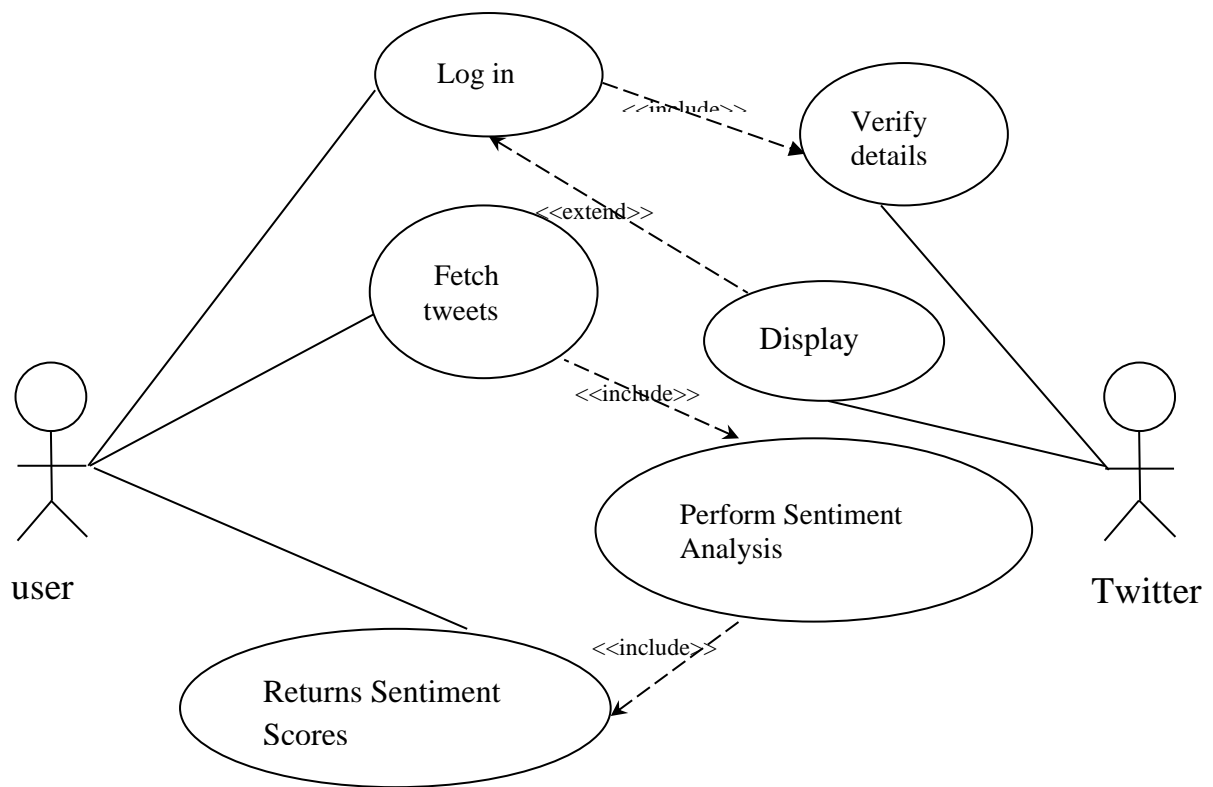 Log in
<<include>>
Verify
details
<<extend>>
Fetch
tweets
Display
<<include>>
Perform Sentiment
Analysis
user
Twitter
<<include>>
Returns Sentiment
Scores